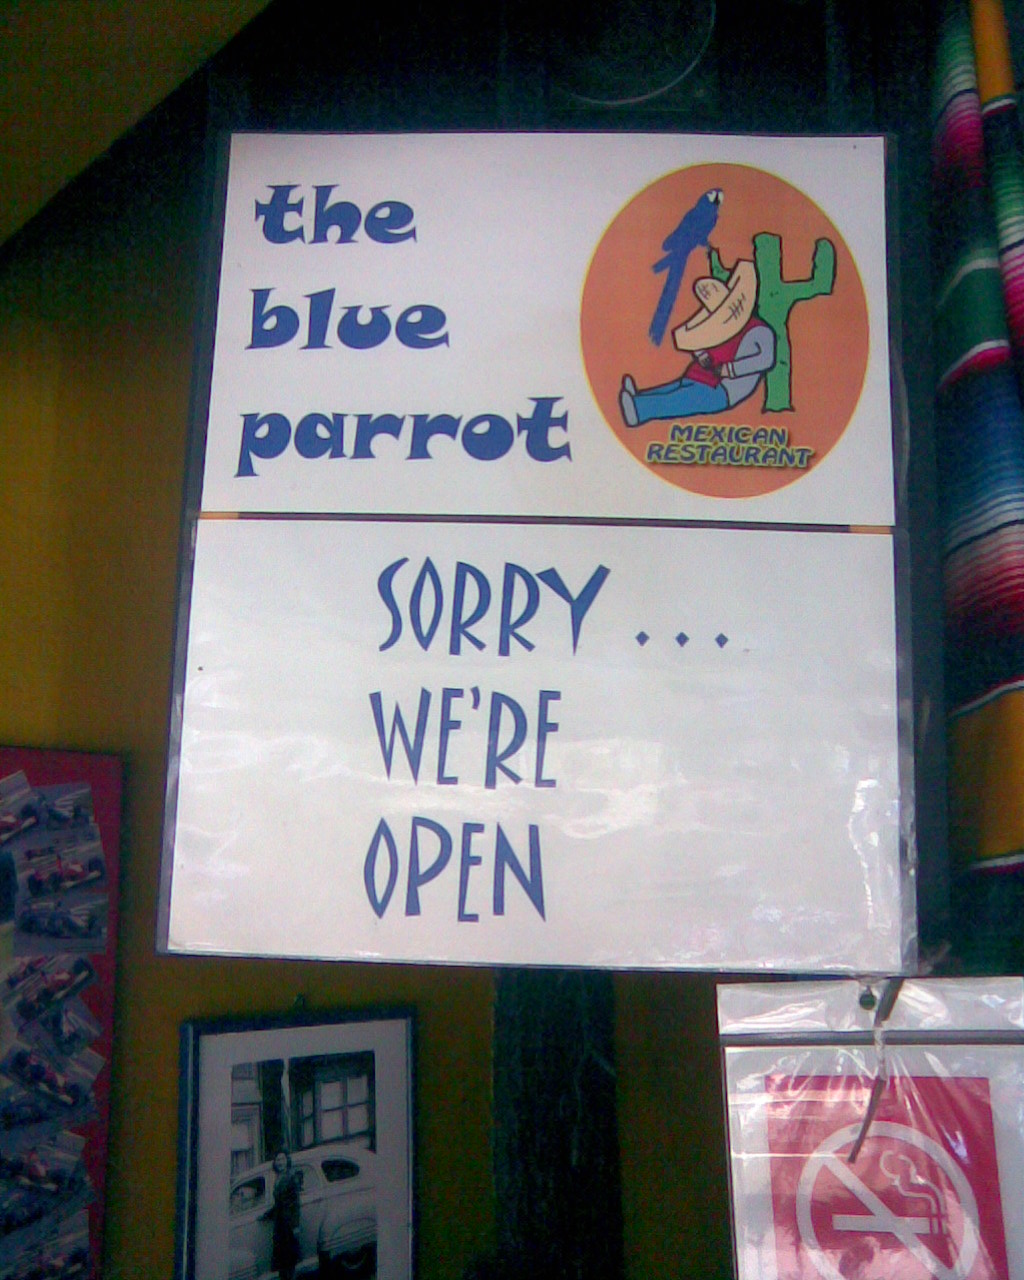 the
blue
parrot
MEXICAN
RESTAURANT
SORRY...
WE'RE
OPEN